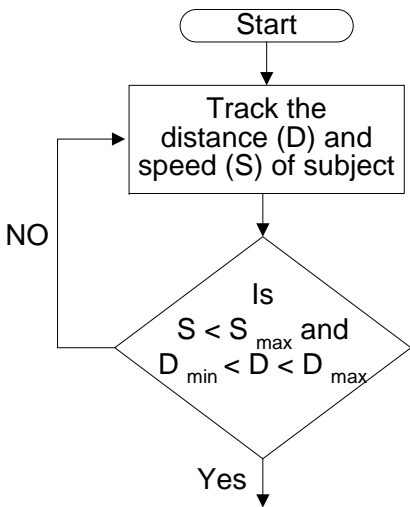 Start
Track the
distance (D) and
speed (S) of subject
NO
Is
S < S max and
D min < D < D max
Yes